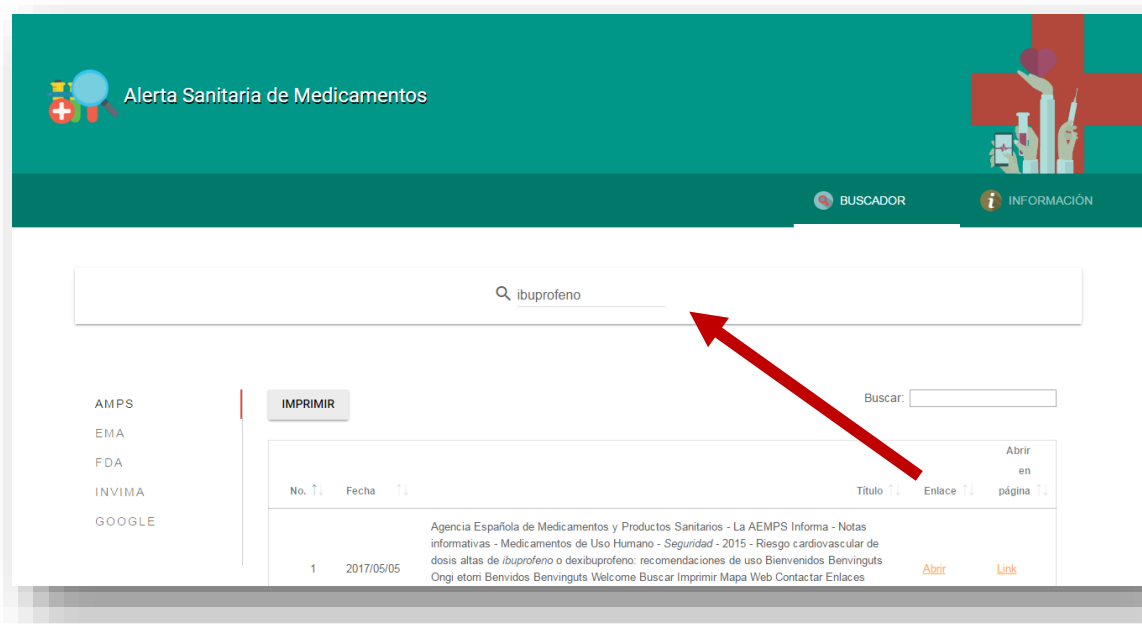 Alerta Sanitaria de Medicamentos
BUSCADOR
INFORMACIÓN
ibuprofeno
AMPS
EMA
FDA
INVIMA
GOOGLE
IMPRIMIR
Buscar:
No.
Fecha
Título
Enlace
Abrir
en
página
1
2017/05/05
Agencia Española de Medicamentos y Productos Sanitarios - La AEMPS Informa - Notas
informativas - Medicamentos de Uso Humano - Seguridad - 2015 - Riesgo cardiovascular de
dosis altas de ibuprofeno o dexibuprofeno: recomendaciones de uso Bienvenidos Benvinguts
Ongi etorri Benvidos Benvinguts Welcome Buscar Imprimir Mapa Web Contactar Enlaces
Abrir
Link